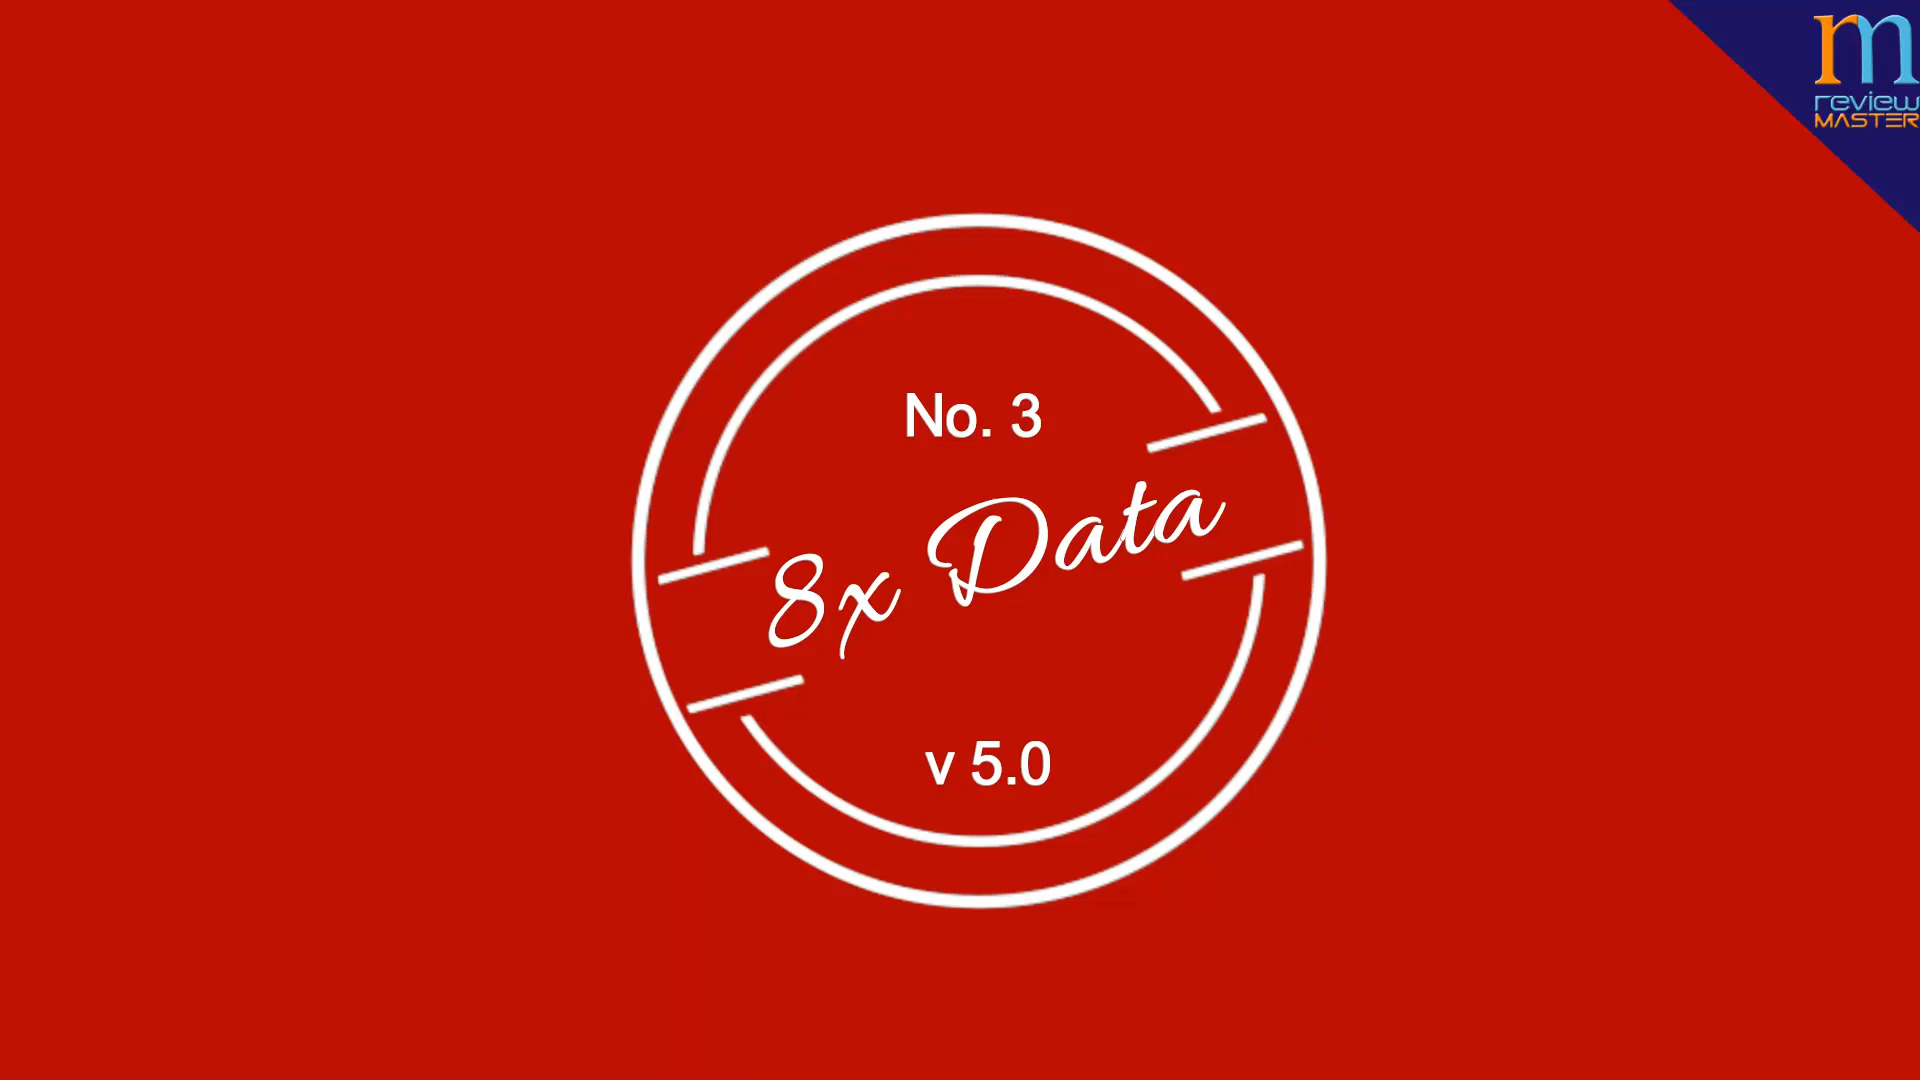 rm
review
MASTER
No. 3
8x Data
v 5.0